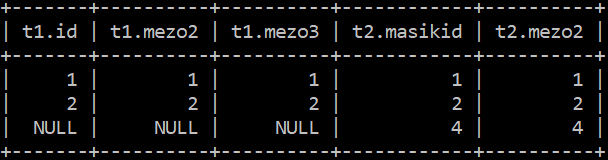 +-------+----------+----------+------------+----------+
| t1.id | t1.mezo2 | t1.mezo3 | t2.masikid | t2.mezo2 |
+-------+----------+----------+------------+----------+
|     1 |        1 |        1 |          1 |        1 |
|     2 |        2 |        2 |          2 |        2 |
|  NULL |     NULL |     NULL |          4 |        4 |
+-------+----------+----------+------------+----------+